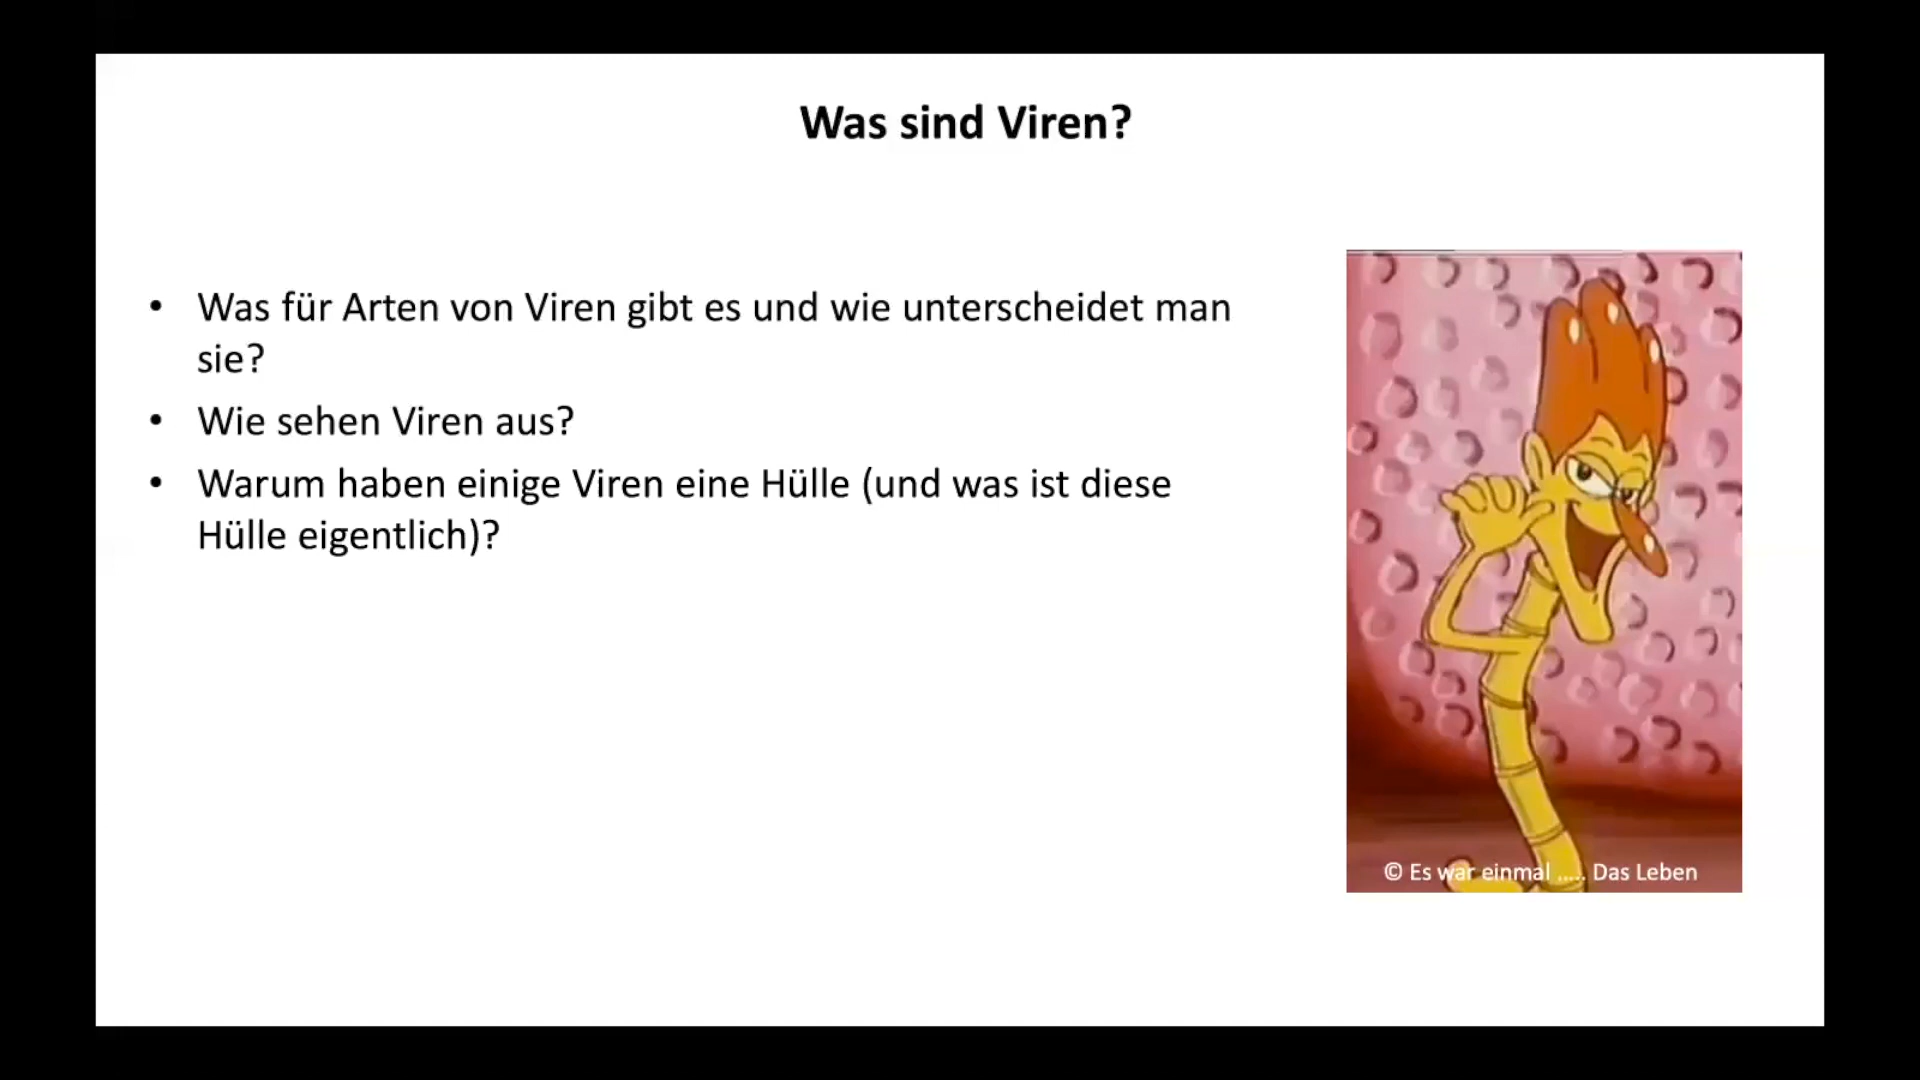 Was sind Viren?
• Was für Arten von Viren gibt es und wie unterscheidet man
sie?
• Wie sehen Viren aus?
• Warum haben einige Viren eine Hülle (und was ist diese
Hülle eigentlich)?
© Es war einmal ..... Das Leben